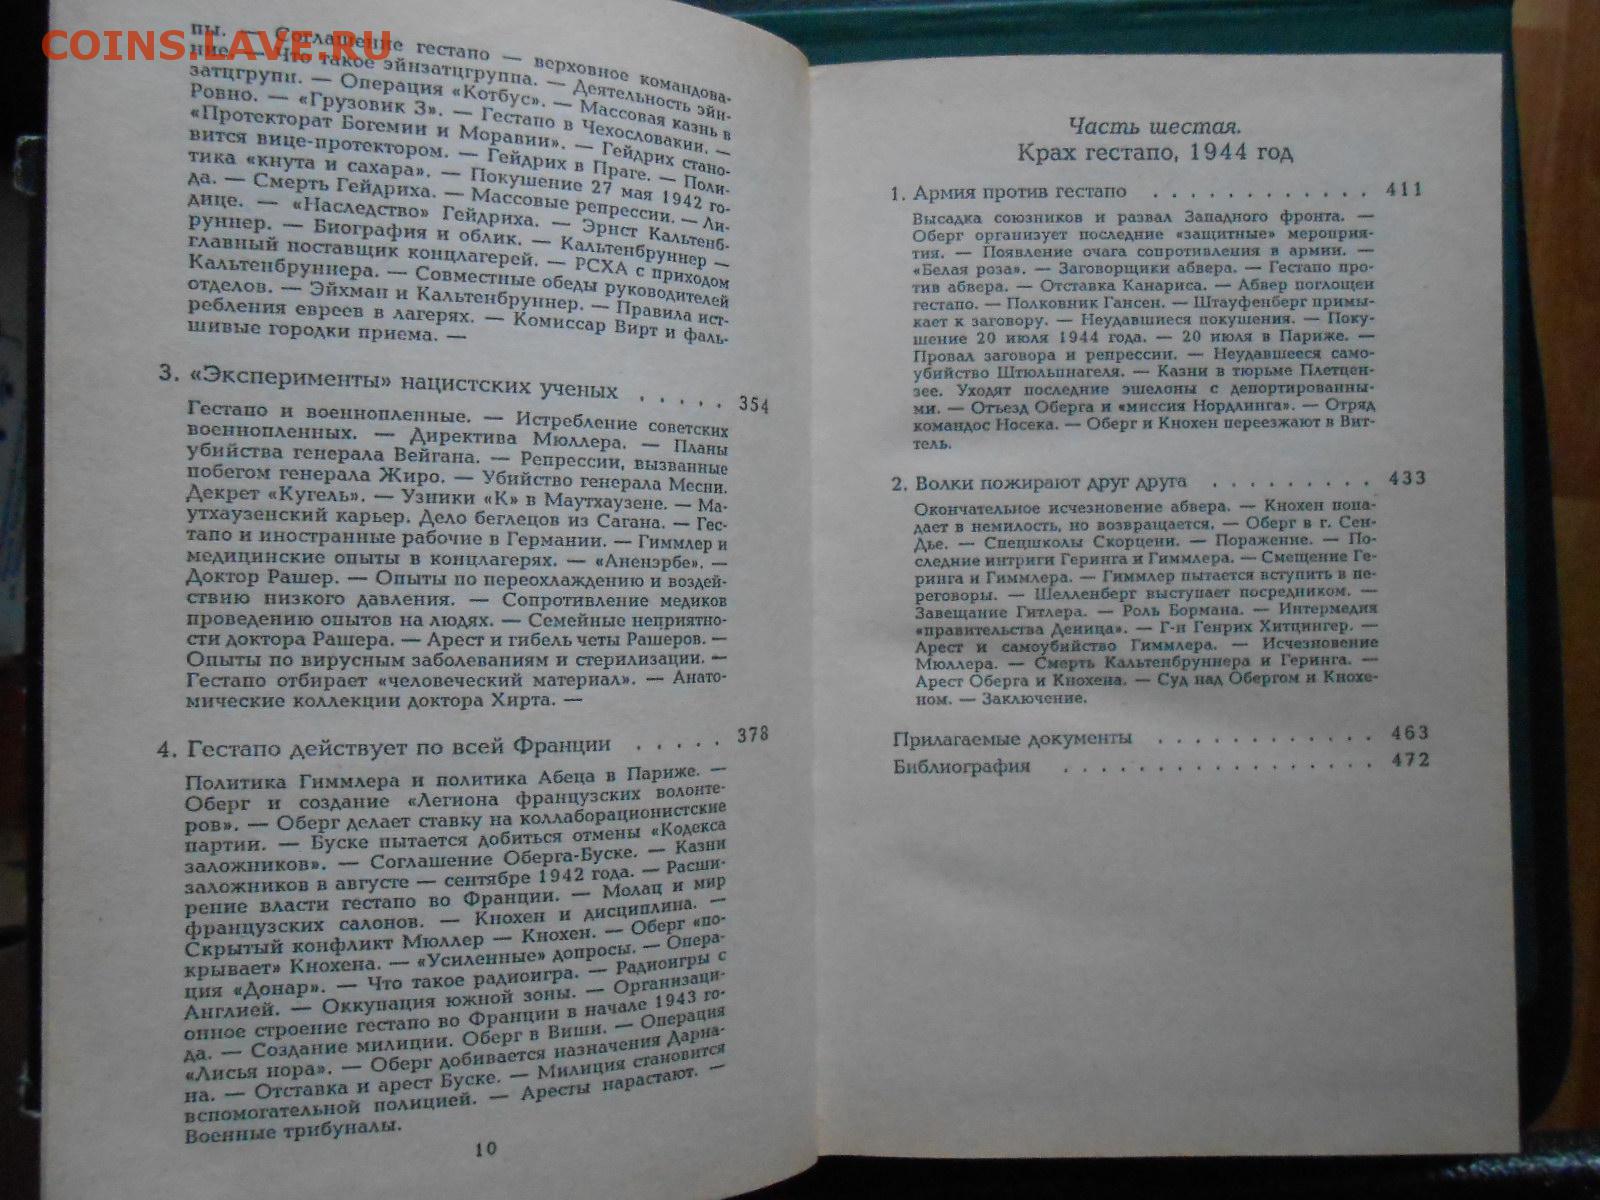 COINS.LAVE.RU
пы. — Соглашение гестапо — верховное командова-
ние. — Что такое эйнзатцгруппа. — Деятельность эйн-
затцгрупп. — Операция «Котбус». — Массовая казнь в
Ровно. — «Грузовик 3». — Гестапо в Чехословакии. —
«Протекторат Богемии и Моравии». — Гейдрих стано-
вится вице-протектором. — Гейдрих в Праге. — Поли-
тика «кнута и сахара». — Покушение 27 мая 1942 го-
да. — Смерть Гейдриха. — Массовые репрессии. — Ли-
дице. — «Наследство» Гейдриха. — Эрнст Кальтенб-
руннер. — Биография и облик. — Кальтенбруннер —
главный поставщик концлагерей. — РСХА с приходом
Кальтенбруннера. — Совместные обеды руководителей
отделов. — Эйхман и Кальтенбруннер. — Правила ист-
ребления евреев в лагерях. — Комиссар Вирт и фаль-
шивые городки приема. —
3. «Эксперименты» нацистских ученых . . . . . 354
Гестапо и военнопленные. — Истребление советских
военнопленных. — Директива Мюллера. — Планы
убийства генерала Вейгана. — Репрессии, вызванные
побегом генерала Жиро. — Убийство генерала Месни.
Декрет «Кугель». — Узники «К» в Маутхаузене. — Ма-
утхаузенский карьер. Дело беглецов из Сагана. — Гес-
тапо и иностранные рабочие в Германии. — Гиммлер и
медицинские опыты в концлагерях. — «Аненэрбе». —
Доктор Рашер. — Опыты по переохлаждению и воздей-
ствию низкого давления. — Сопротивление медиков
проведению опытов на людях. — Семейные неприятно-
сти доктора Рашера. — Арест и гибель четы Рашеров. —
Опыты по вирусным заболеваниям и стерилизации. —
Гестапо отбирает «человеческий материал». — Анато-
мические коллекции доктора Хирта. —
4. Гестапо действует по всей Франции . . . . . 378
Политика Гиммлера и политика Абеца в Париже. —
Оберг и создание «Легиона французских волонте-
ров». — Оберг делает ставку на коллаборационистские
партии. — Буске пытается добиться отмены «Кодекса
заложников». — Соглашение Оберга-Буске. — Казни
заложников в августе — сентябре 1942 года. — Расши-
рение власти гестапо во Франции. — Молац и мир
французских салонов. — Кнохен и дисциплина. —
Скрытый конфликт Мюллер — Кнохен. — Оберг «по-
крывает» Кнохена. — «Усиленные» допросы. — Опера-
ция «Донар». — Что такое радиоигра. — Радиоигры с
Англией. — Оккупация южной зоны. — Организаци-
онное строение гестапо во Франции в начале 1943 го-
да. — Создание милиции. Оберг в Виши. — Операция
«Лисья нора». — Оберг добивается назначения Дарна-
на. — Отставка и арест Буске. — Милиция становится
вспомогательной полицией. — Аресты нарастают. —
Военные трибуналы.
10
Часть шестая.
Крах гестапо, 1944 год
1. Армия против гестапо . . . . . . . . . . . . 411
Высадка союзников и развал Западного фронта. —
Оберг организует последние «защитные» мероприя-
тия. — Появление очага сопротивления в армии. —
«Белая роза». — Заговорщики абвера. — Гестапо про-
тив абвера. — Отставка Канариса. — Абвер поглощен
гестапо. — Полковник Гансен. — Штауфенберг примы-
кает к заговору. — Неудавшиеся покушения. — Поку-
шение 20 июля 1944 года. — 20 июля в Париже. —
Провал заговора и репрессии. — Неудавшееся само-
убийство Штюльпнагеля. — Казни в тюрьме Плетцен-
зее. Уходят последние эшелоны с депортированны-
ми. — Отъезд Оберга и «миссия Нордлинга». — Отряд
командос Носека. — Оберг и Кнохен переезжают в Вит-
тель.
2. Волки пожирают друг друга . . . . . . . . . 433
Окончательное исчезновение абвера. — Кнохен попа-
дает в немилость, но возвращается. — Оберг в г. Сен-
Дье. — Спецшколы Скорцени. — Поражение. — По-
следние интриги Геринга и Гиммлера. — Смещение Ге-
ринга и Гиммлера. — Гиммлер пытается вступить в пе-
реговоры. — Шелленберг выступает посредником. —
Завещание Гитлера. — Роль Бормана. — Интермедия
«правительства Деница». — Г-н Генрих Хитцингер. —
Арест и самоубийство Гиммлера. — Исчезновение
Мюллера. — Смерть Кальтенбруннера и Геринга. —
Арест Оберга и Кнохена. — Суд над Обергом и Кнохе-
ном. — Заключение.
Прилагаемые документы . . . . . . . . . . . . 463
Библиография . . . . . . . . . . . . . . . . . 472